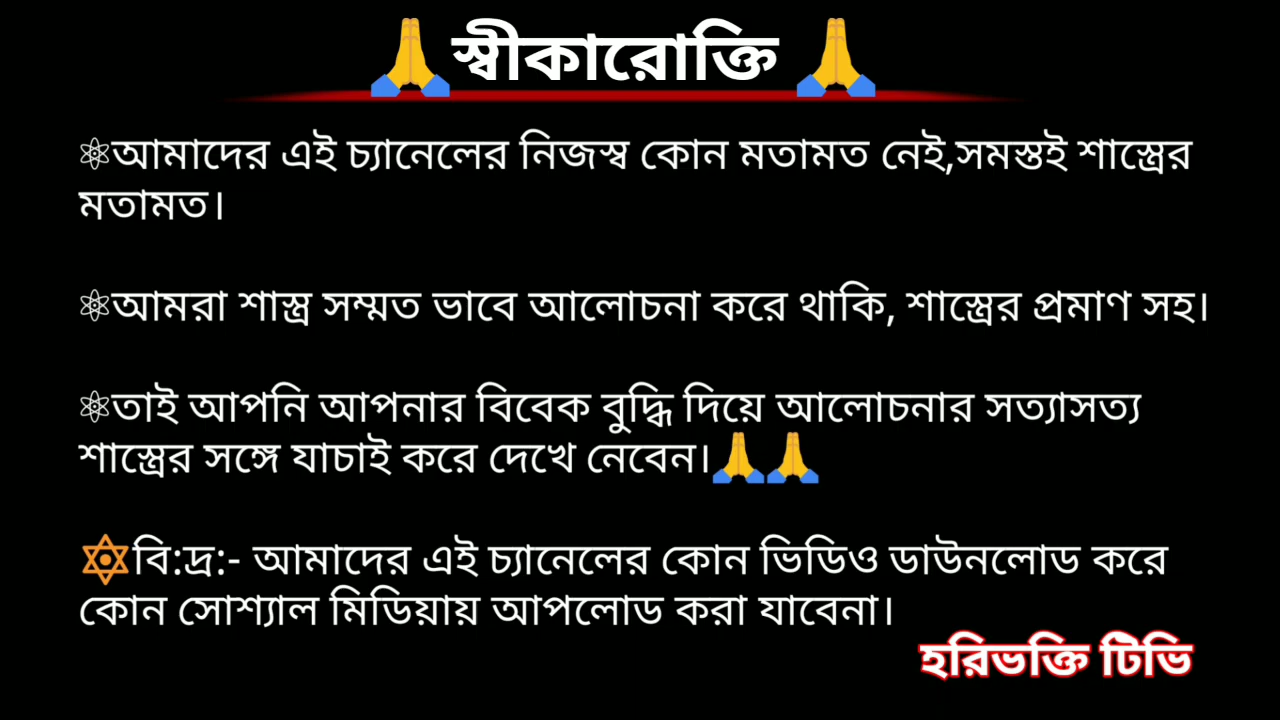 🙏স্বীকারোক্তি 🙏
⚛আমাদের এই চ্যানেলের নিজস্ব কোন মতামত নেই,সমস্তই শাস্ত্রের
মতামত।
⚛আমরা শাস্ত্র সম্মত ভাবে আলোচনা করে থাকি, শাস্ত্রের প্রমাণ সহ।
⚛তাই আপনি আপনার বিবেক বুদ্ধি দিয়ে আলোচনার সত্যাসত্য
শাস্ত্রের সঙ্গে যাচাই করে দেখে নেবেন।🙏🙏
🔯বি:দ্র:- আমাদের এই চ্যানেলের কোন ভিডিও ডাউনলোড করে
কোন সোশ্যাল মিডিয়ায় আপলোড করা যাবেনা।
হরিভক্তি টিভি